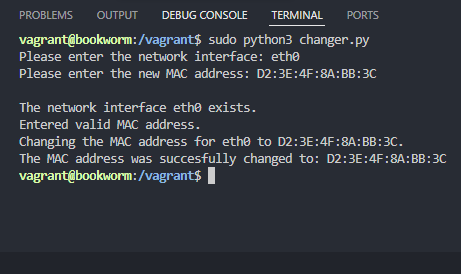 PROBLEMS OUTPUT DEBUG CONSOLE TERMINAL PORTS
vagrant@bookworm:/vagrant$ sudo python3 changer.py
Please enter the network interface: eth0
Please enter the new MAC address: D2:3E:4F:8A:BB:3C
The network interface eth0 exists.
Entered valid MAC address.
Changing the MAC address for eth0 to D2:3E:4F:8A:BB:3C.
The MAC address was succesfully changed to: D2:3E:4F:8A:BB:3C
vagrant@bookworm:/vagrant$